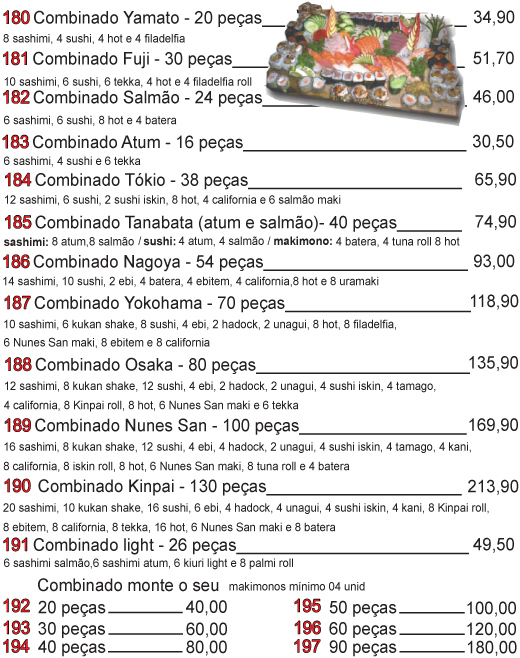 180 Combinado Yamato - 20 peças 34,90
8 sashimi, 4 sushi, 4 hot e 4 filadelfia
181 Combinado Fuji - 30 peças 51,70
10 sashimi, 6 sushi, 6 tekka, 4 hot e 4 filadelfia roll
182 Combinado Salmão - 24 peças 46,00
6 sashimi, 6 sushi, 8 hot e 4 batera
183 Combinado Atum - 16 peças 30,50
6 sashimi, 4 sushi e 6 tekka
184 Combinado Tókio - 38 peças 65,90
12 sashimi, 6 sushi, 2 sushi iskin, 8 hot, 4 california e 6 salmão maki
185 Combinado Tanabata (atum e salmão)- 40 peças 74,90
sashimi: 8 atum,8 salmão / sushi: 4 atum, 4 salmão / makimono: 4 batera, 4 tuna roll 8 hot
186 Combinado Nagoya - 54 peças 93,00
14 sashimi, 10 sushi, 2 ebi, 4 batera, 4 ebitem, 4 california,8 hot e 8 uramaki
187 Combinado Yokohama - 70 peças 118,90
10 sashimi, 6 kukan shake, 8 sushi, 4 ebi, 2 hadock, 2 unagui, 8 hot, 8 filadelfia,
6 Nunes San maki, 8 ebitem e 8 california
188 Combinado Osaka - 80 peças 135,90
12 sashimi, 8 kukan shake, 12 sushi, 4 ebi, 2 hadock, 2 unagui, 4 sushi iskin, 4 tamago,
4 california, 8 Kinpai roll, 8 hot, 6 Nunes San maki e 6 tekka
189 Combinado Nunes San - 100 peças 169,90
16 sashimi, 8 kukan shake, 12 sushi, 4 ebi, 4 hadock, 2 unagui, 4 sushi iskin, 4 tamago, 4 kani,
8 california, 8 iskin roll, 8 hot, 6 Nunes San maki, 8 tuna roll e 4 batera
190 Combinado Kinpai - 130 peças 213,90
20 sashimi, 10 kukan shake, 16 sushi, 6 ebi, 4 hadock, 4 unagui, 4 sushi iskin, 4 kani, 8 Kinpai roll,
8 ebitem, 8 california, 8 tekka, 16 hot, 6 Nunes San maki e 8 batera
191 Combinado light - 26 peças 49,50
6 sashimi salmão,6 sashimi atum, 6 kiuri light e 8 palmi roll
Combinado monte o seu makimonos mínimo 04 unid
192 20 peças 40,00 195 50 peças 100,00
193 30 peças 60,00 196 60 peças 120,00
194 40 peças 80,00 197 90 peças 180,00